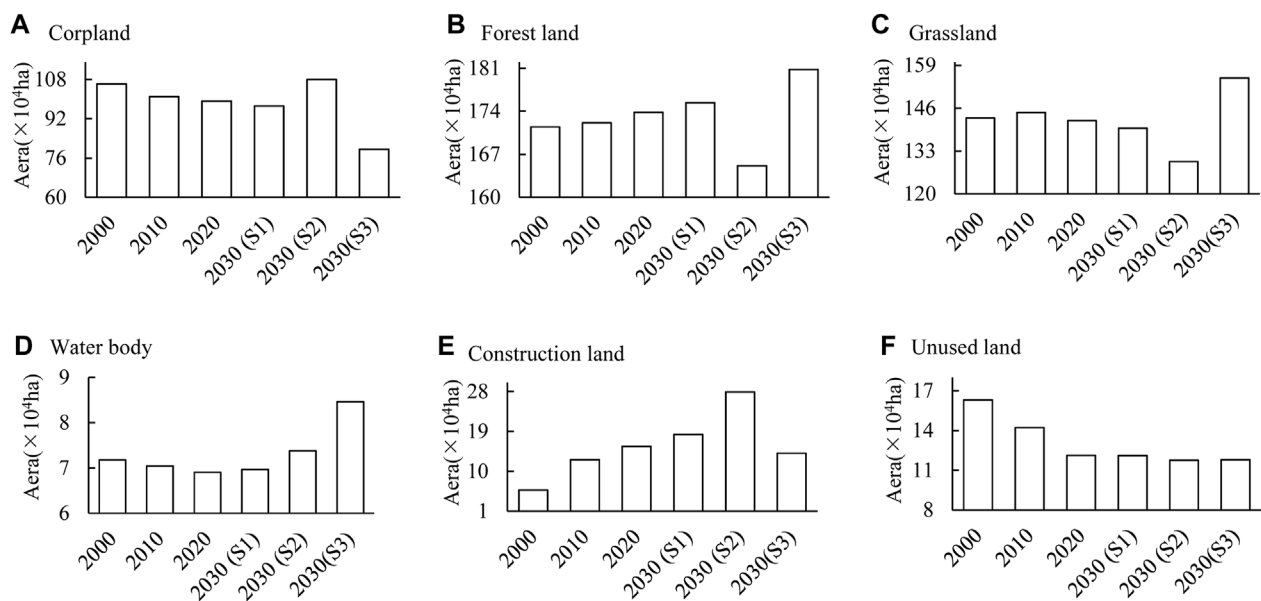 A Corpland
Aera(×10⁴ha)
108
92
76
60
2000
2010
2020
2030 (S1)
2030 (S2)
2030(S3)
B Forest land
Aera(×10⁴ha)
181
174
167
160
2000
2010
2020
2030 (S1)
2030 (S2)
2030(S3)
C Grassland
Aera(×10⁴ha)
159
146
133
120
2000
2010
2020
2030 (S1)
2030 (S2)
2030(S3)
D Water body
Aera(×10⁴ha)
9
8
7
6
2000
2010
2020
2030 (S1)
2030 (S2)
2030(S3)
E Construction land
Aera(×10⁴ha)
28
19
10
1
2000
2010
2020
2030 (S1)
2030 (S2)
2030(S3)
F Unused land
Aera(×10⁴ha)
17
14
11
8
2000
2010
2020
2030 (S1)
2030 (S2)
2030(S3)